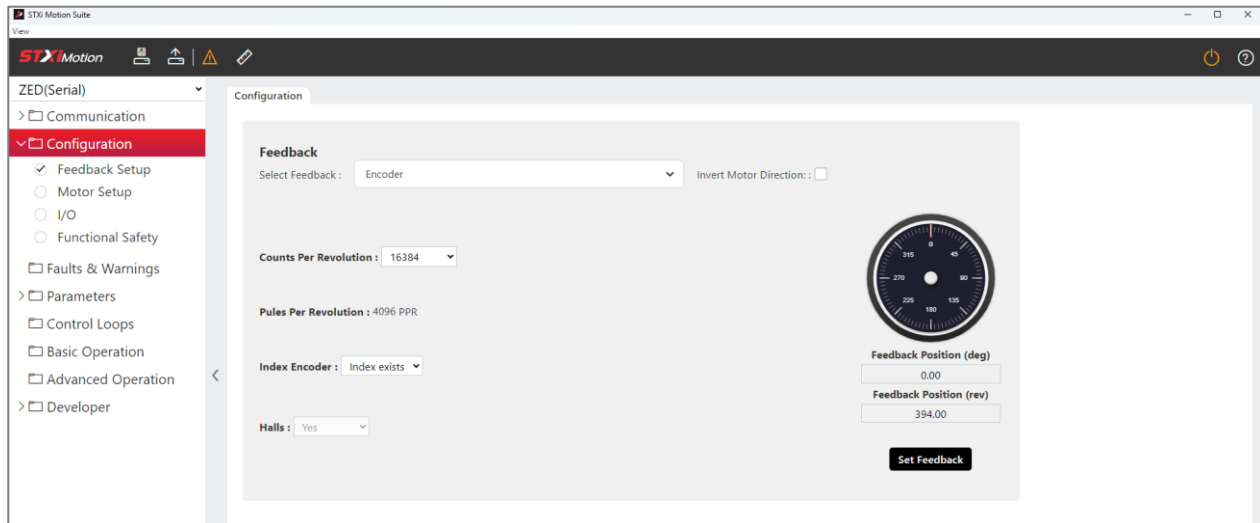 STXi Motion Suite
View
STXiMotion
ZED(Serial)
Communication
Configuration
Feedback Setup
Motor Setup
I/O
Functional Safety
Faults & Warnings
Parameters
Control Loops
Basic Operation
Advanced Operation
Developer
Configuration
Feedback
Select Feedback : Encoder Invert Motor Direction: :
Counts Per Revolution : 16384
Pules Per Revolution : 4096 PPR
Index Encoder : Index exists
Halls : Yes
0
315 45
270 90
225 135
180
Feedback Position (deg)
0.00
Feedback Position (rev)
394.00
Set Feedback